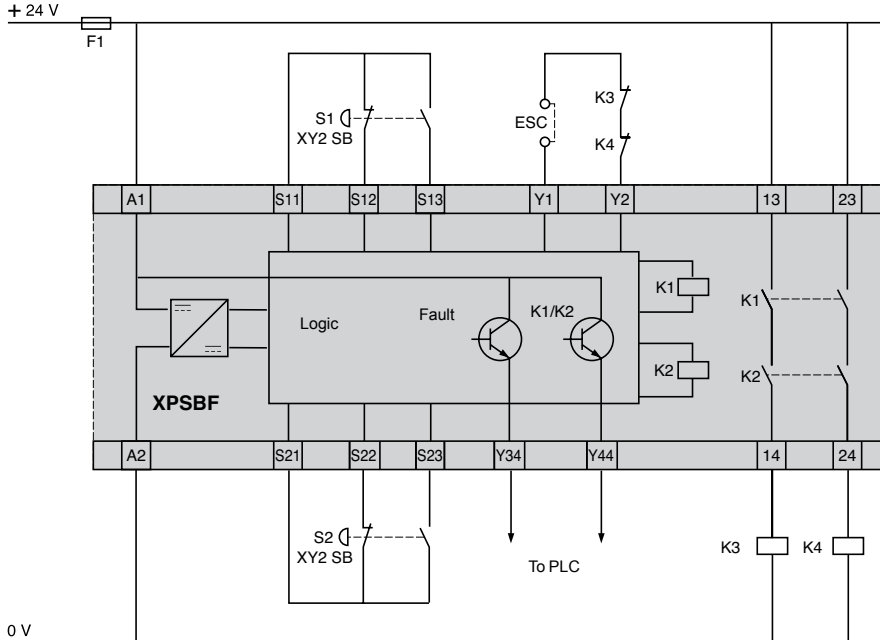 + 24 V
F1
S1
XY2 SB
ESC
K3
K4
A1
S11
S12
S13
Y1
Y2
13
23
Logic
Fault
K1/K2
K1
K2
K1
K2
XPSBF
A2
S21
S22
S23
Y34
Y44
14
24
S2
XY2 SB
To PLC
K3
K4
0 V